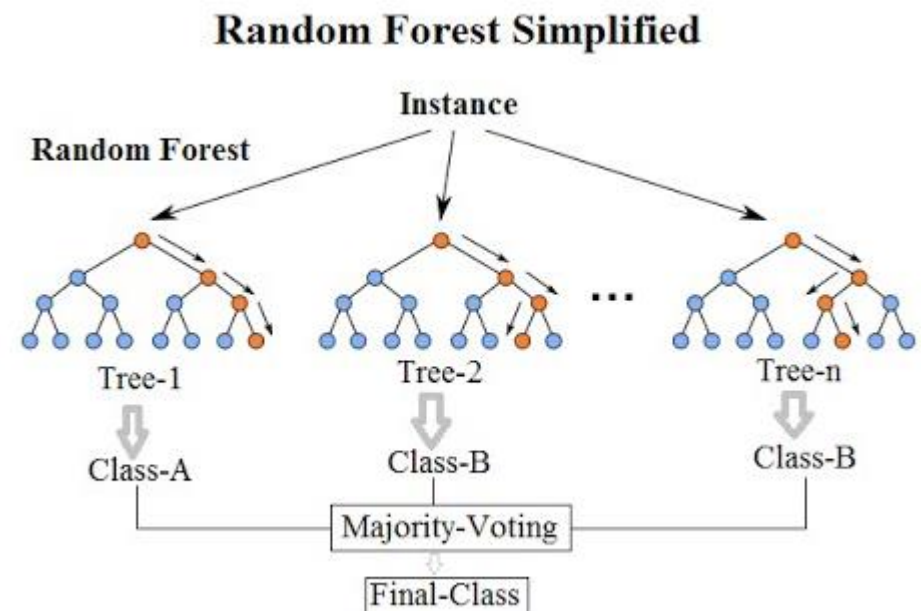 Random Forest Simplified
Instance
Random Forest
...
Tree-1
Tree-2
Tree-n
Class-A
Class-B
Class-B
Majority-Voting
Final-Class